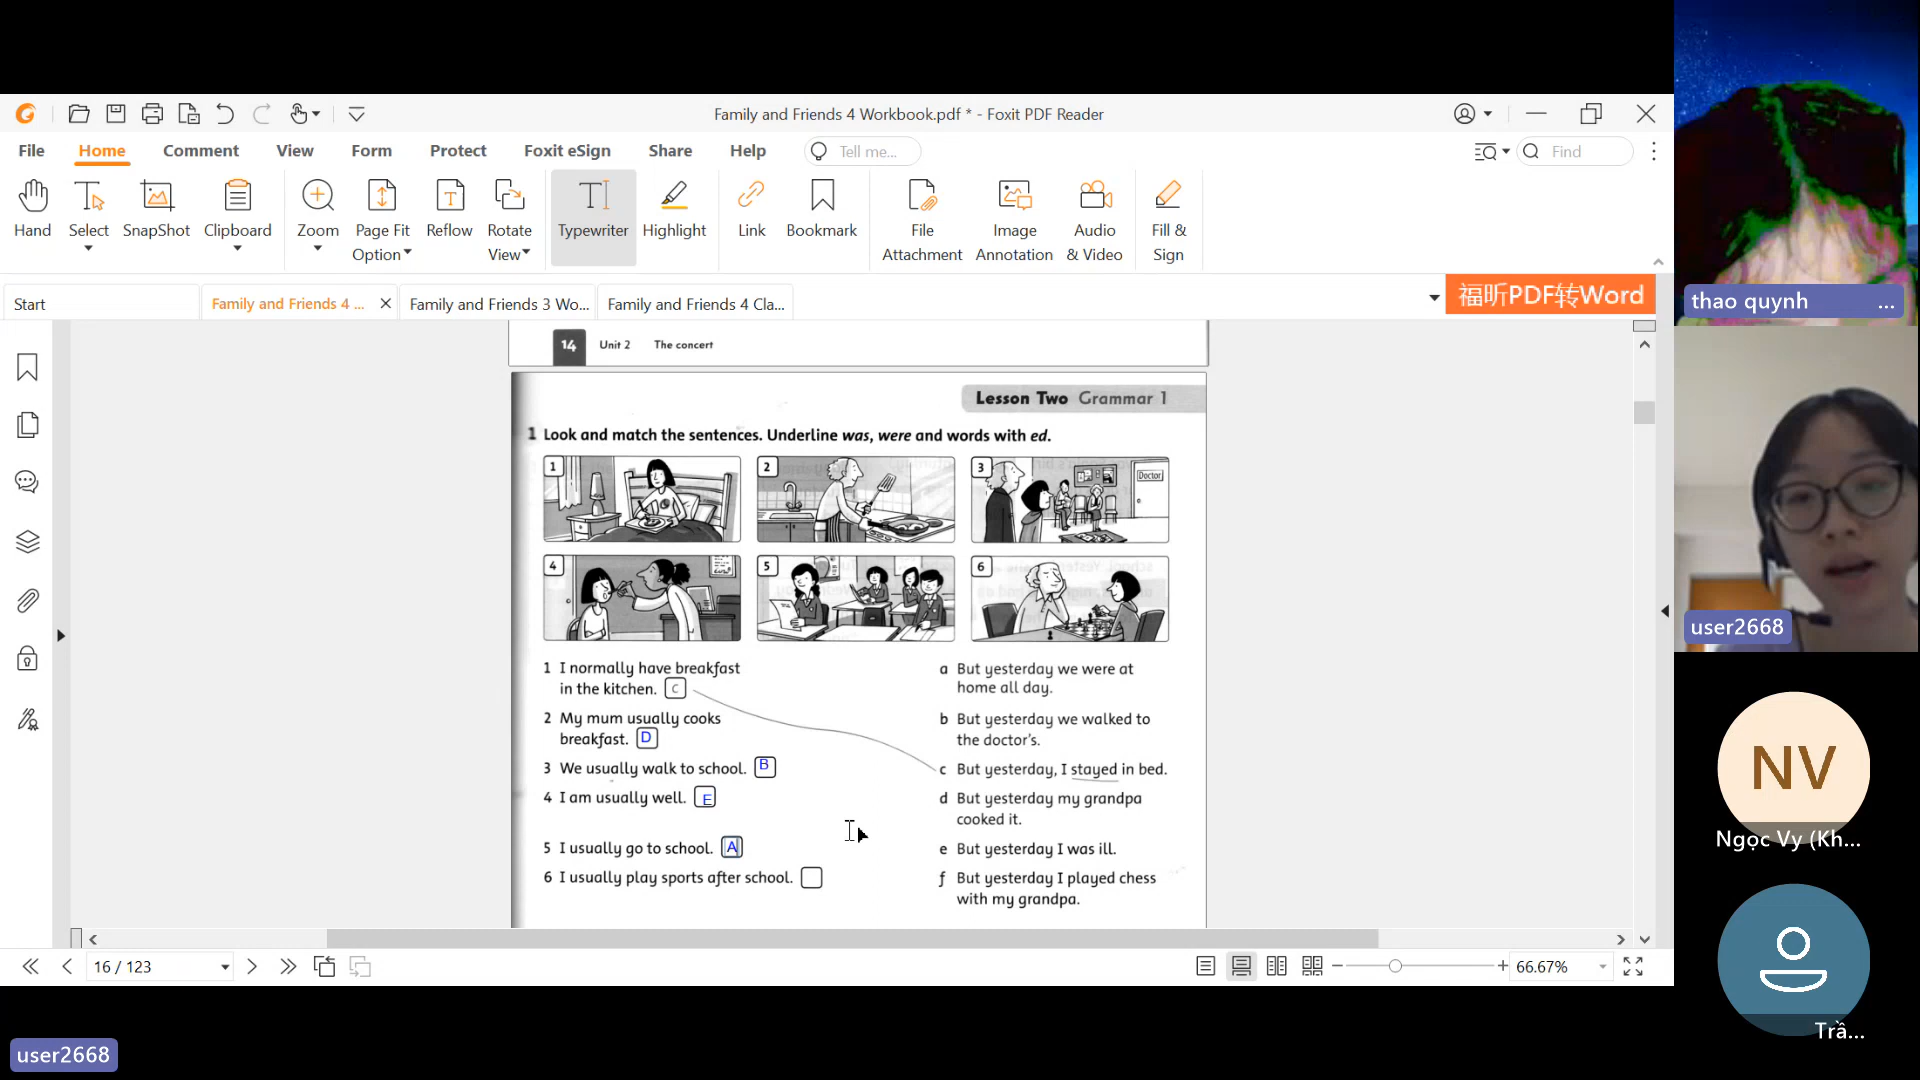 Family and Friends 4 Workbook.pdf * - Foxit PDF Reader
File Home Comment View Form Protect Foxit eSign Share Help Tell me... Find
Hand Select SnapShot Clipboard Zoom Page Fit Option Reflow Rotate View Typewriter Highlight Link Bookmark File Attachment Image Annotation Audio & Video Fill & Sign
Start Family and Friends 4 ... Family and Friends 3 Wo... Family and Friends 4 Cla... 福昕PDF转Word
14 Unit 2 The concert
Lesson Two Grammar 1
1 Look and match the sentences. Underline was, were and words with ed.
1 2 3
Doctor
4 5 6
1 I normally have breakfast
in the kitchen. c
2 My mum usually cooks
breakfast. D
3 We usually walk to school. B
4 I am usually well. E
5 I usually go to school. A
6 I usually play sports after school.
a But yesterday we were at
home all day.
b But yesterday we walked to
the doctor's.
c But yesterday, I stayed in bed.
d But yesterday my grandpa
cooked it.
e But yesterday I was ill.
f But yesterday I played chess
with my grandpa.
16 / 123
66.67%
thao quynh ...
user2668
NV
Ngọc Vy (Kh...
Trầ...
user2668